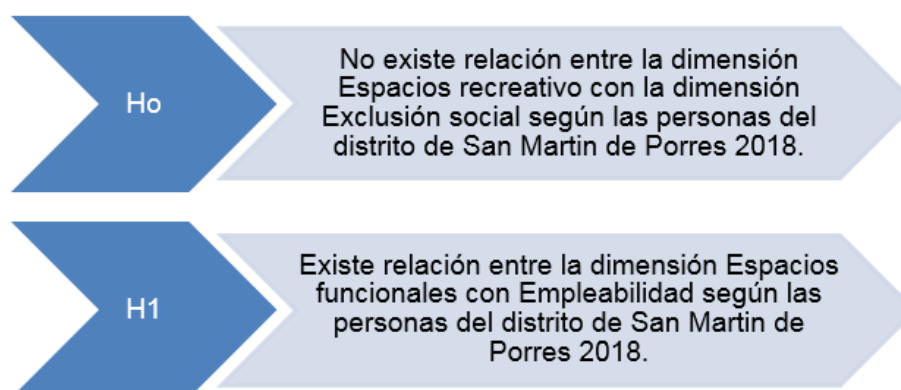 Ho
No existe relación entre la dimensión
Espacios recreativo con la dimensión
Exclusión social según las personas del
distrito de San Martin de Porres 2018.
H1
Existe relación entre la dimensión Espacios
funcionales con Empleabilidad según las
personas del distrito de San Martin de
Porres 2018.